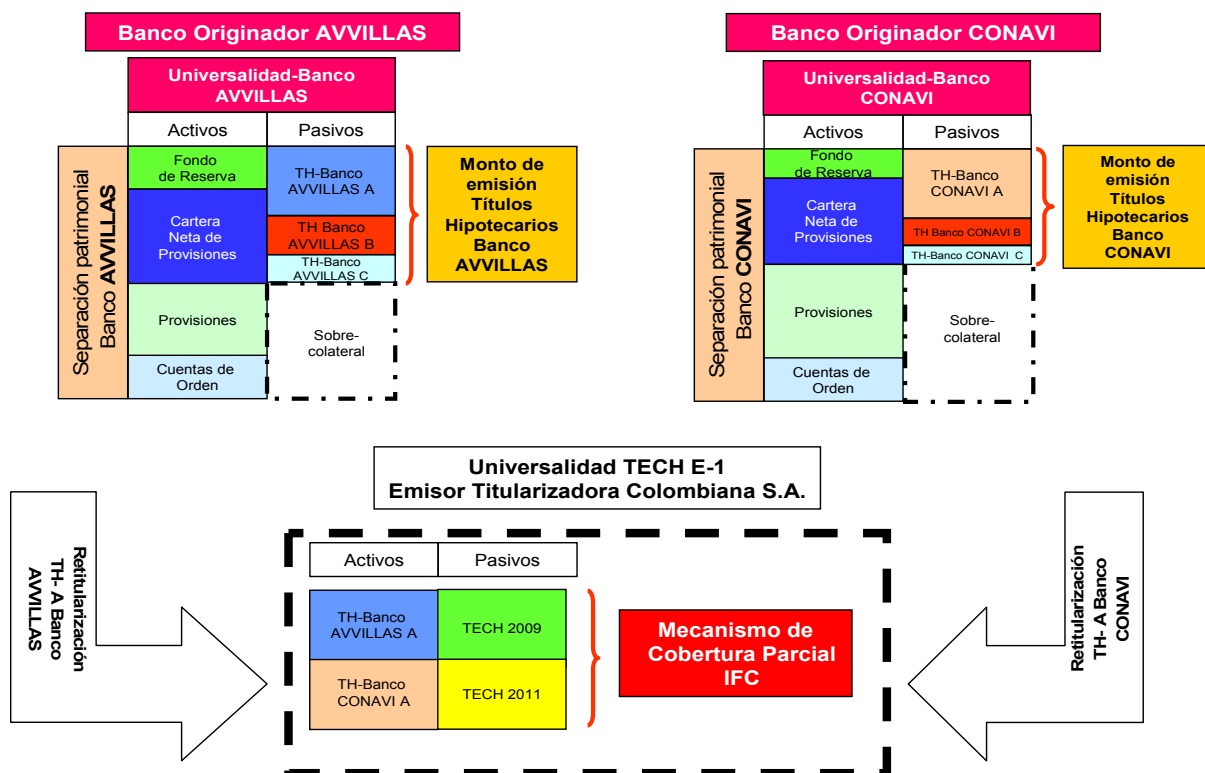 Banco Originador AVVILLAS
Universalidad-Banco
AVVILLAS
Activos
Pasivos
Separación patrimonial
Banco AVVILLAS
Fondo
de Reserva
Cartera
Neta de
Provisiones
Provisiones
Cuentas de
Orden
TH-Banco
AVVILLAS A
TH Banco
AVVILLAS B
TH-Banco
AVVILLAS C
Sobre-
colateral
Monto de
emisión
Títulos
Hipotecarios
Banco
AVVILLAS
Banco Originador CONAVI
Universalidad-Banco
CONAVI
Activos
Pasivos
Separación patrimonial
Banco CONAVI
Fondo
de Reserva
Cartera
Neta de
Provisiones
Provisiones
Cuentas de
Orden
TH-Banco
CONAVI A
TH Banco CONAVI B
TH-Banco CONAVI C
Sobre-
colateral
Monto de
emisión
Títulos
Hipotecarios
Banco
CONAVI
Universalidad TECH E-1
Emisor Titularizadora Colombiana S.A.
Retitularización
TH- A Banco
AVVILLAS
Activos
Pasivos
TH-Banco
AVVILLAS A
TECH 2009
TH-Banco
CONAVI A
TECH 2011
Mecanismo de
Cobertura Parcial
IFC
Retitularización
TH- A Banco
CONAVI